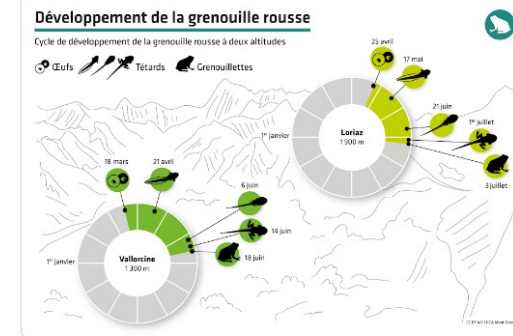 Développement de la grenouille rousse
Cycle de développement de la grenouille rousse à deux altitudes
Œufs
Têtards
Grenouillettes
25 avril
17 mai
21 juin
1er juillet
3 juillet
1er janvier
Loriaz
1 900 m
18 mars
21 avril
6 juin
14 juin
18 juin
1er janvier
Vallorcine
1 300 m